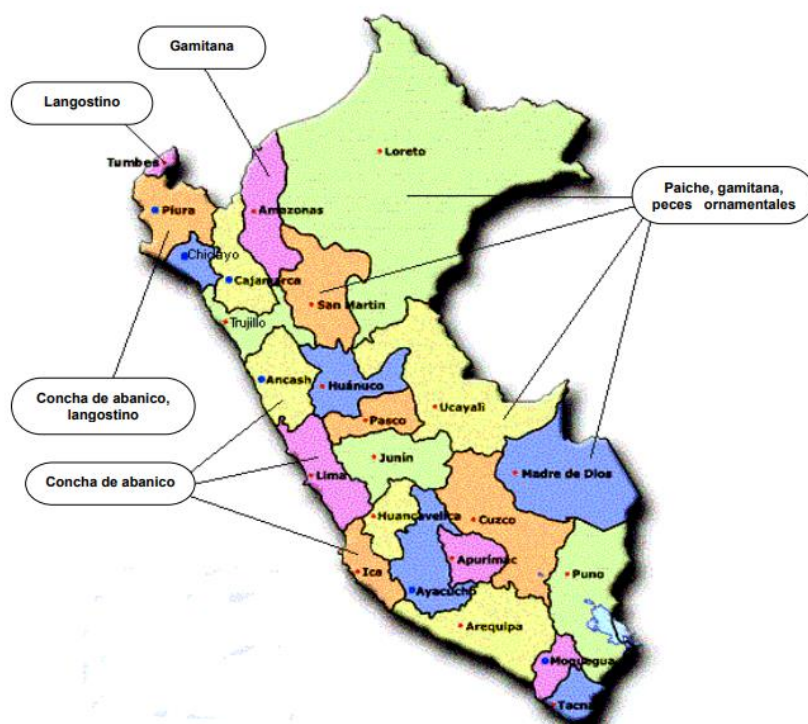 Gamitana
Langostino
Loreto
Tumbes
Paiche, gamitana,
peces ornamentales
Piura
Amazonas
Chiclayo
Cajamarca
San Martin
Trujillo
Ancash
Huánuco
Concha de abanico,
langostino
Ucayali
Pasco
Junín
Concha de abanico
Lima
Madre de Dios
Huancavelica
Cuzco
Apurímac
Ica
Puno
Ayacucho
Arequipa
Moquegua
Tacna